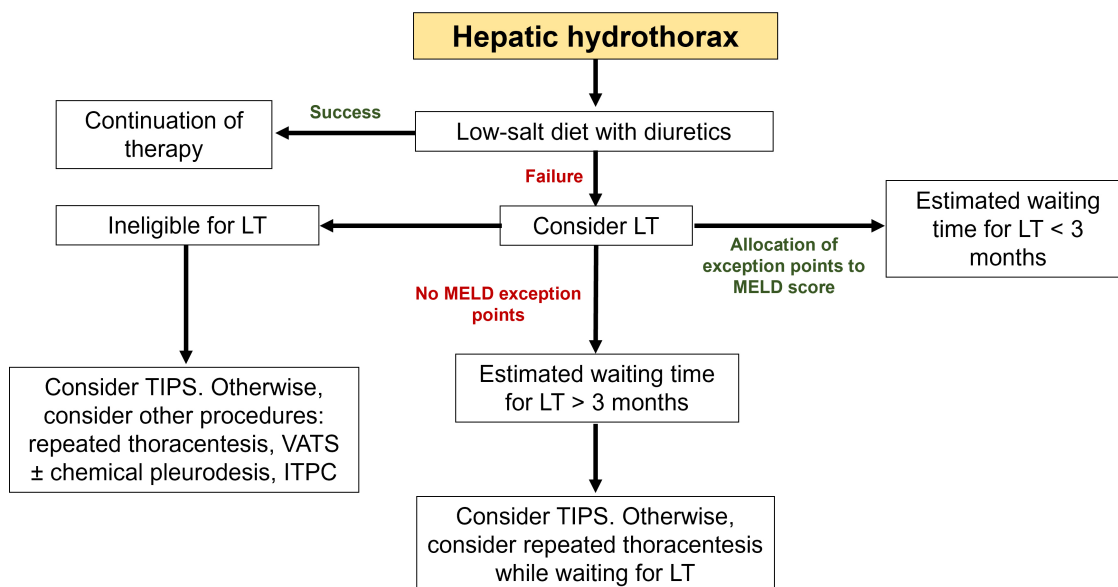 Hepatic hydrothorax
Success
Continuation of
therapy
Low-salt diet with diuretics
Failure
Ineligible for LT
Consider LT
Estimated waiting
time for LT < 3
months
Allocation of
exception points to
MELD score
No MELD exception
points
Consider TIPS. Otherwise,
consider other procedures:
repeated thoracentesis, VATS
± chemical pleurodesis, ITPC
Estimated waiting time
for LT > 3 months
Consider TIPS. Otherwise,
consider repeated thoracentesis
while waiting for LT